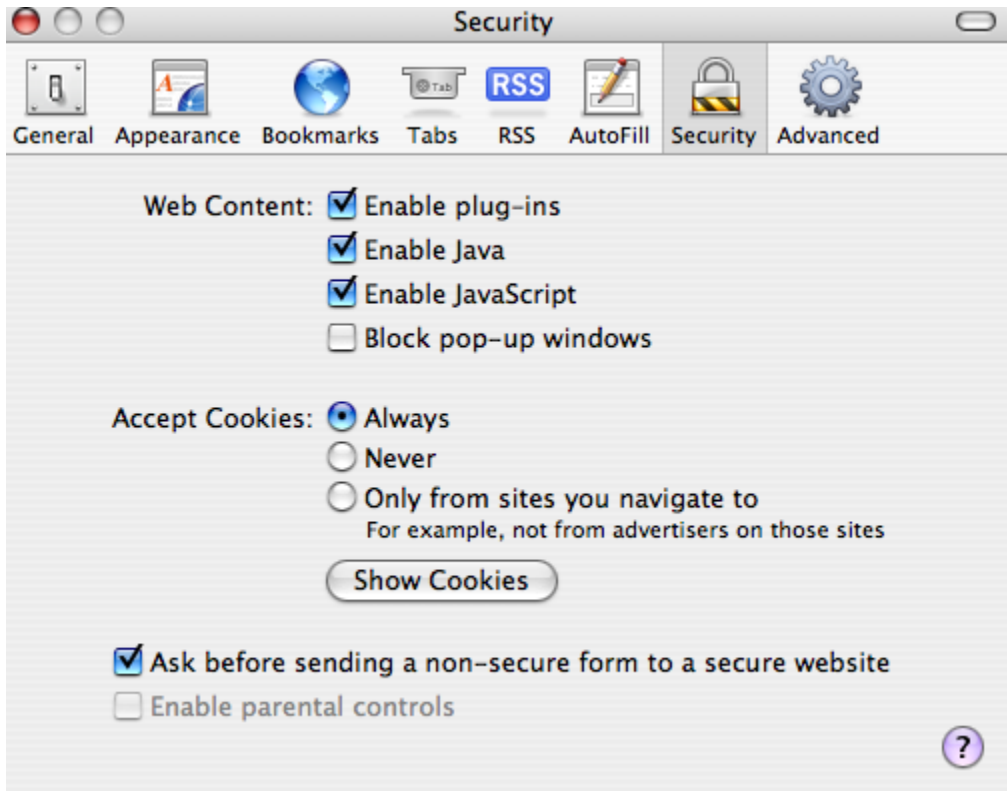 Security
Tab
RSS
General Appearance Bookmarks Tabs RSS AutoFill Security Advanced
Web Content: Enable plug-ins
Enable Java
Enable JavaScript
Block pop-up windows
Accept Cookies: Always
Never
Only from sites you navigate to
For example, not from advertisers on those sites
Show Cookies
Ask before sending a non-secure form to a secure website
Enable parental controls
?